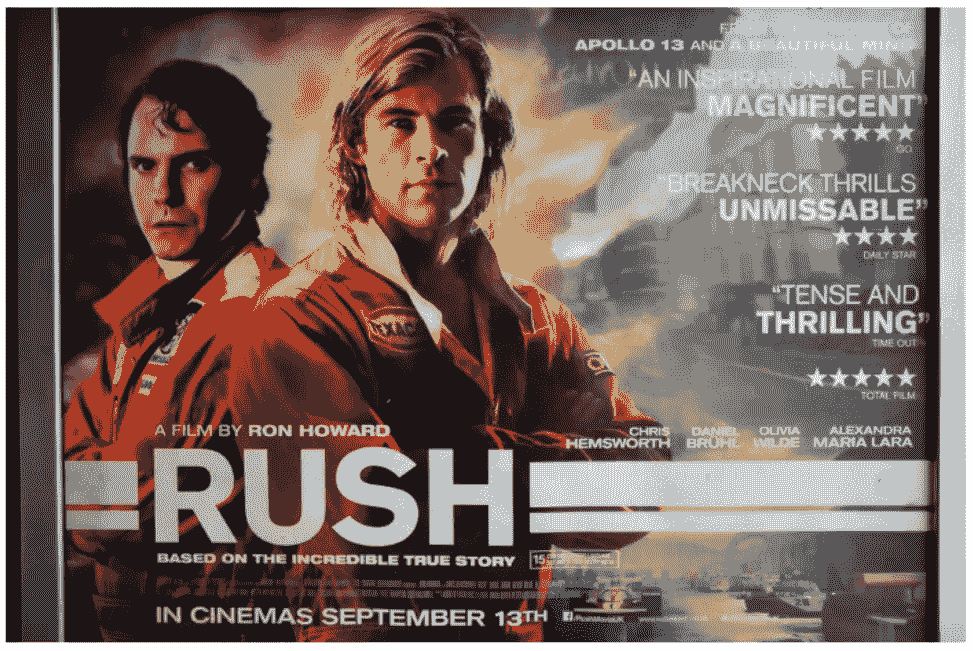 APOLLO 13 AND A BEAUTIFUL MIND
"AN INSPIRATIONAL FILM
MAGNIFICENT"
★★★★★
GQ
"BREAKNECK THRILLS
UNMISSABLE"
★★★★
DAILY STAR
"TENSE AND
THRILLING"
TIME OUT
★★★★★
TOTAL FILM
TEXACO
A FILM BY RON HOWARD
CHRIS HEMSWORTH
DANIEL BRÜHL
OLIVIA WILDE
ALEXANDRA MARIA LARA
RUSH
BASED ON THE INCREDIBLE TRUE STORY
15
IN CINEMAS SEPTEMBER 13TH